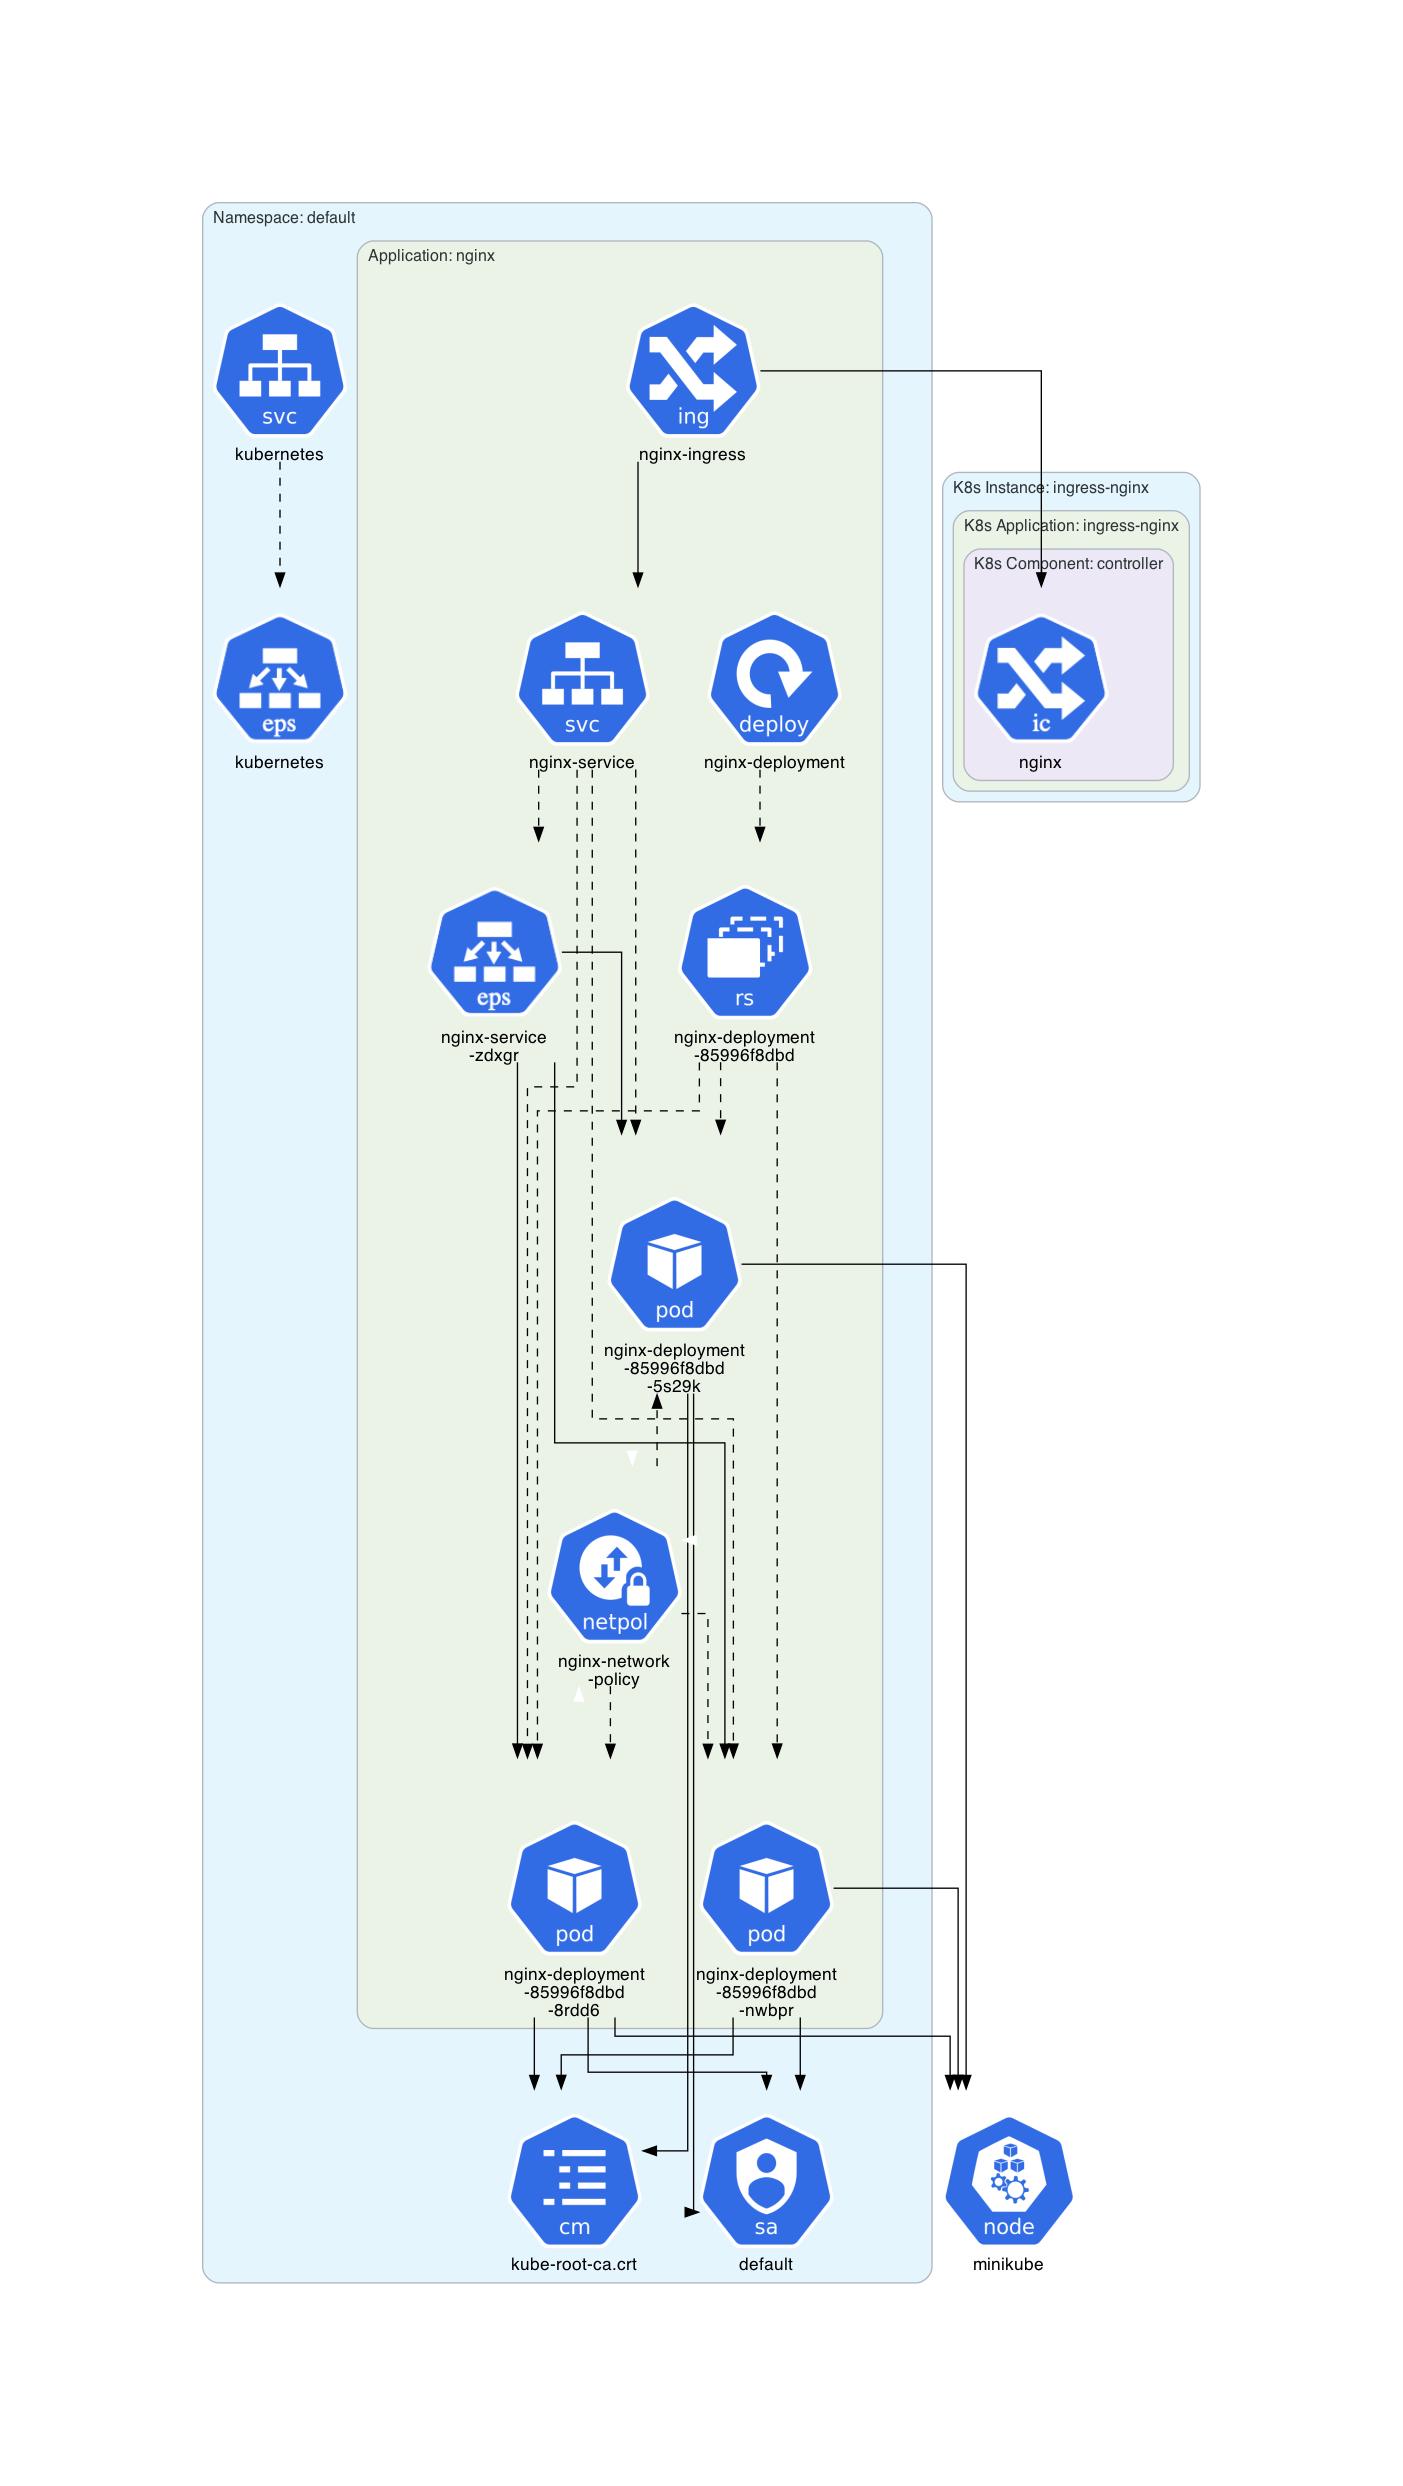 Namespace: default
Application: nginx
svc
kubernetes
ing
nginx-ingress
K8s Instance: ingress-nginx
K8s Application: ingress-nginx
K8s Component: controller
eps
kubernetes
svc
nginx-service
deploy
nginx-deployment
ic
nginx
eps
nginx-service
-zdxgr
rs
nginx-deployment
-85996f8dbd
pod
nginx-deployment
-85996f8dbd
-5s29k
netpol
nginx-network
-policy
pod
nginx-deployment
-85996f8dbd
-8rdd6
pod
nginx-deployment
-85996f8dbd
-nwbpr
cm
kube-root-ca.crt
sa
default
node
minikube